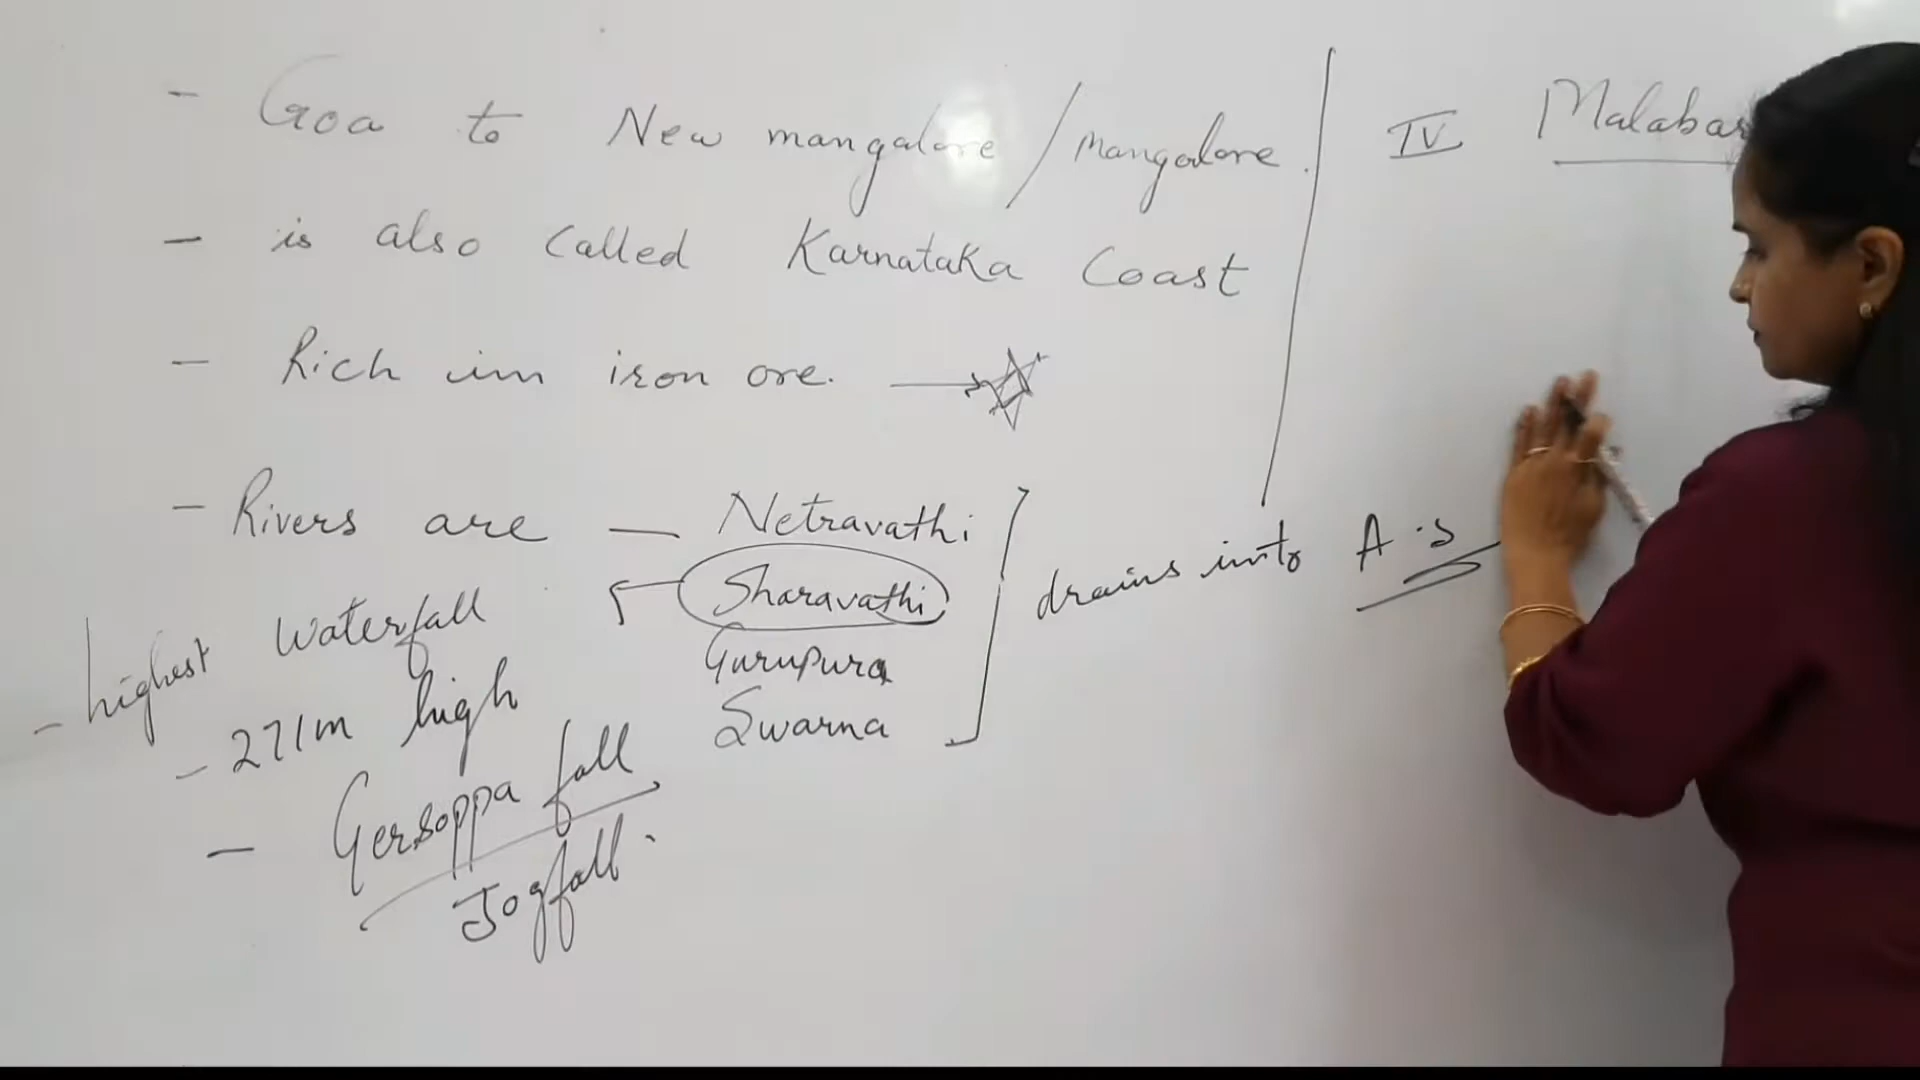 - Goa to New mangalore / Mangalore.
- is also called Karnataka Coast
- Rich in iron ore. →
- Rivers are — Netravathi
Sharavathi
Gurupura
Swarna
drains into A.S
- highest waterfall
- 271m high
- Gersoppa fall
Jogfall.
IV Malabar